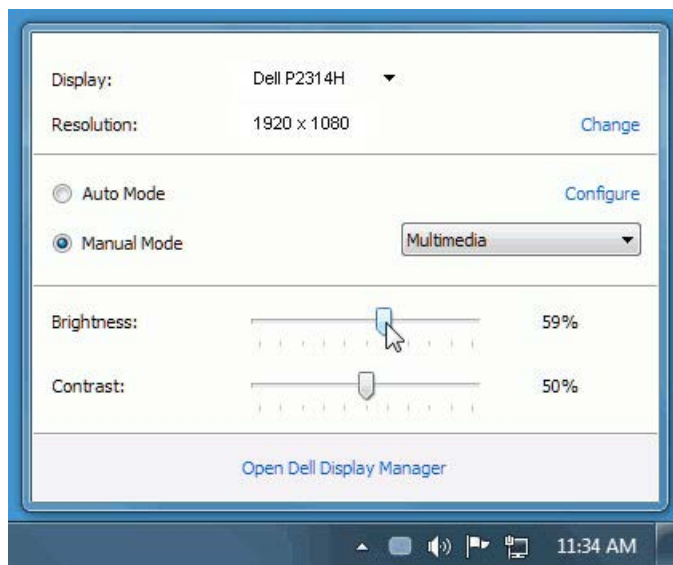 Display: Dell P2314H
Resolution: 1920 x 1080 Change
Auto Mode Configure
Manual Mode Multimedia
Brightness: 59%
Contrast: 50%
Open Dell Display Manager
11:34 AM